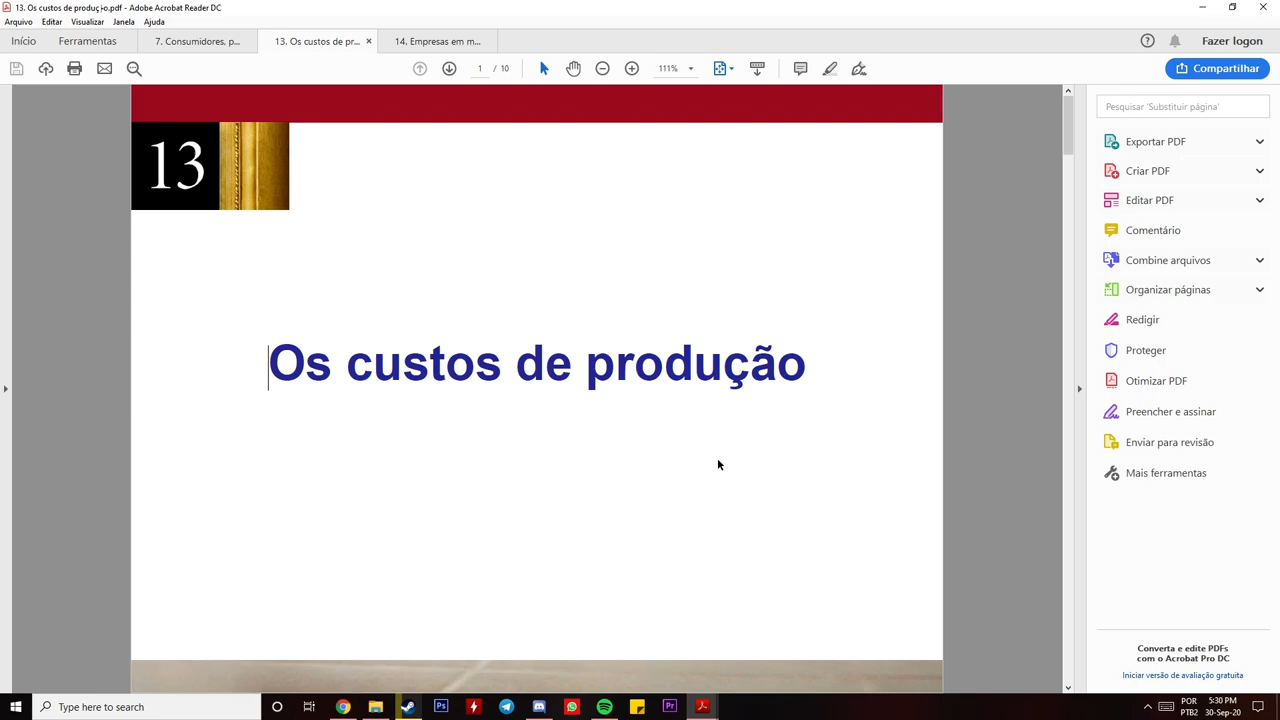 13. Os custos de produção.pdf - Adobe Acrobat Reader DC
Arquivo Editar Visualizar Janela Ajuda
Início Ferramentas 7. Consumidores, p... 13. Os custos de pr... × 14. Empresas em m... Fazer logon
1 / 10 111% Compartilhar
Pesquisar 'Substituir página'
13
Exportar PDF
Criar PDF
Editar PDF
Comentário
Combine arquivos
Organizar páginas
Redigir
Proteger
Otimizar PDF
Preencher e assinar
Enviar para revisão
Mais ferramentas
Os custos de produção
Converta e edite PDFs
com o Acrobat Pro DC
Iniciar versão de avaliação gratuita
Type here to search
Ps
Pr
POR
PTB2
5:30 PM
30-Sep-20